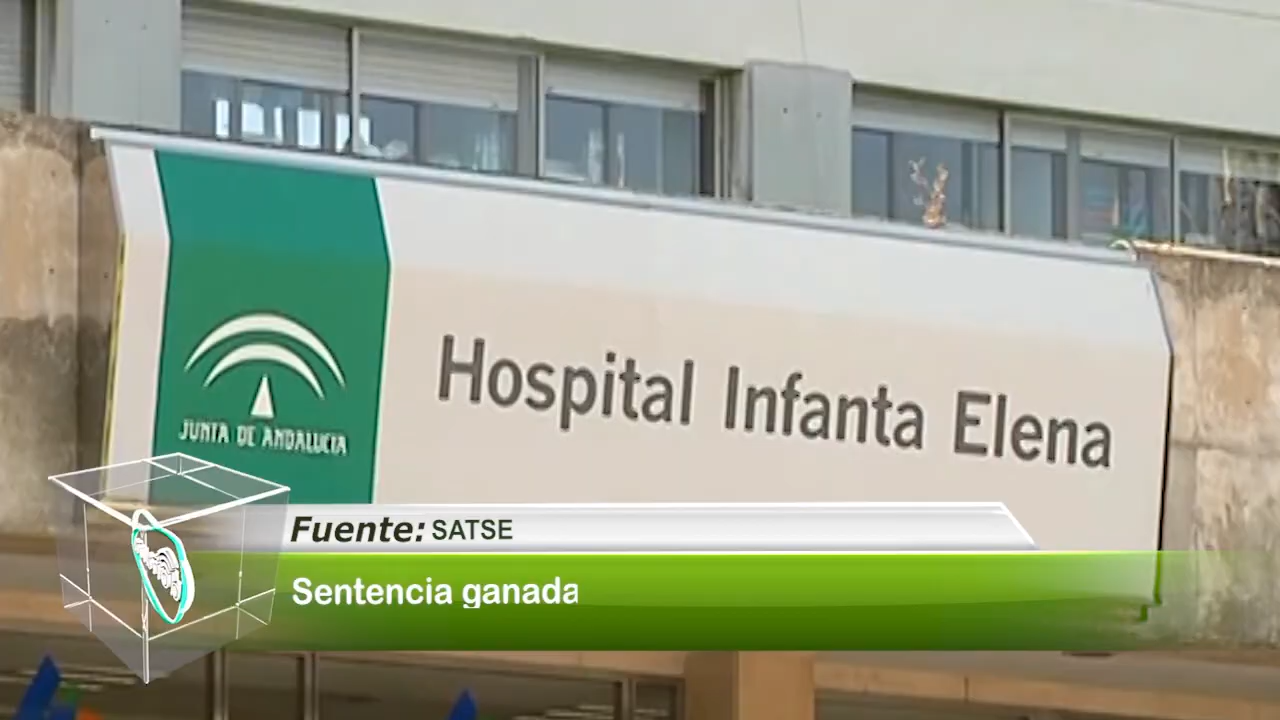 JUNTA DE ANDALUCIA
Hospital Infanta Elena
Fuente: SATSE
Sentencia ganada